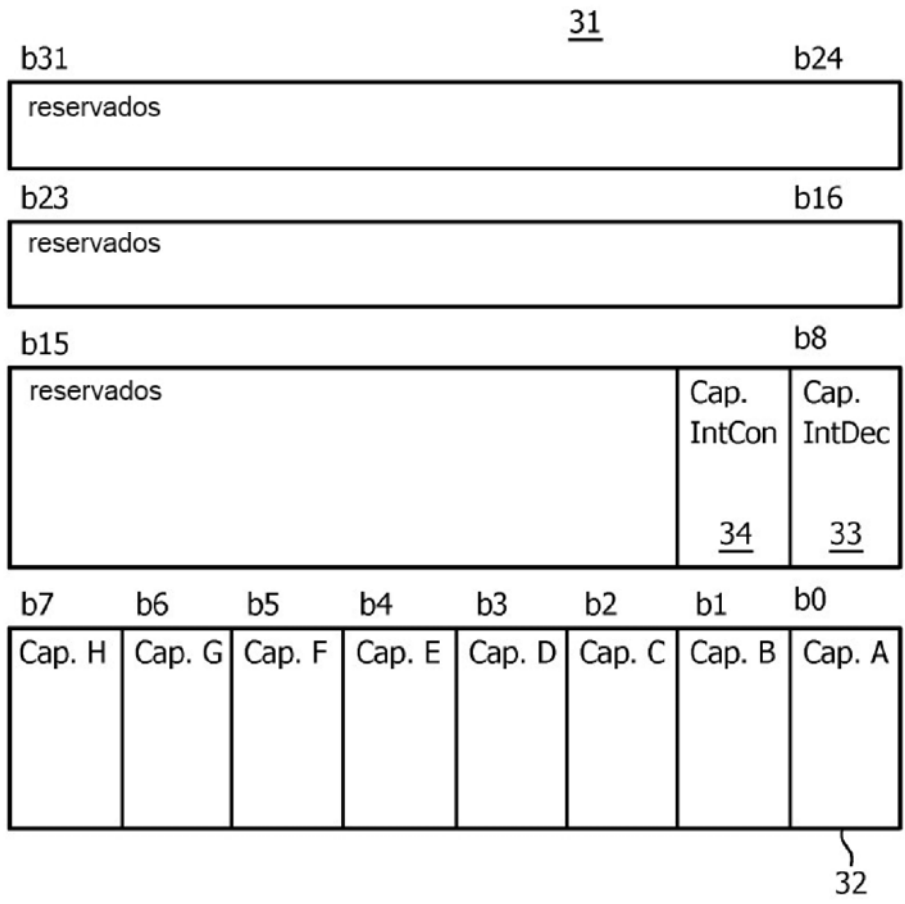 31
b31 b24
reservados
b23 b16
reservados
b15 b8
reservados Cap. Cap.
IntCon IntDec
34 33
b7 b6 b5 b4 b3 b2 b1 b0
Cap. H Cap. G Cap. F Cap. E Cap. D Cap. C Cap. B Cap. A
32